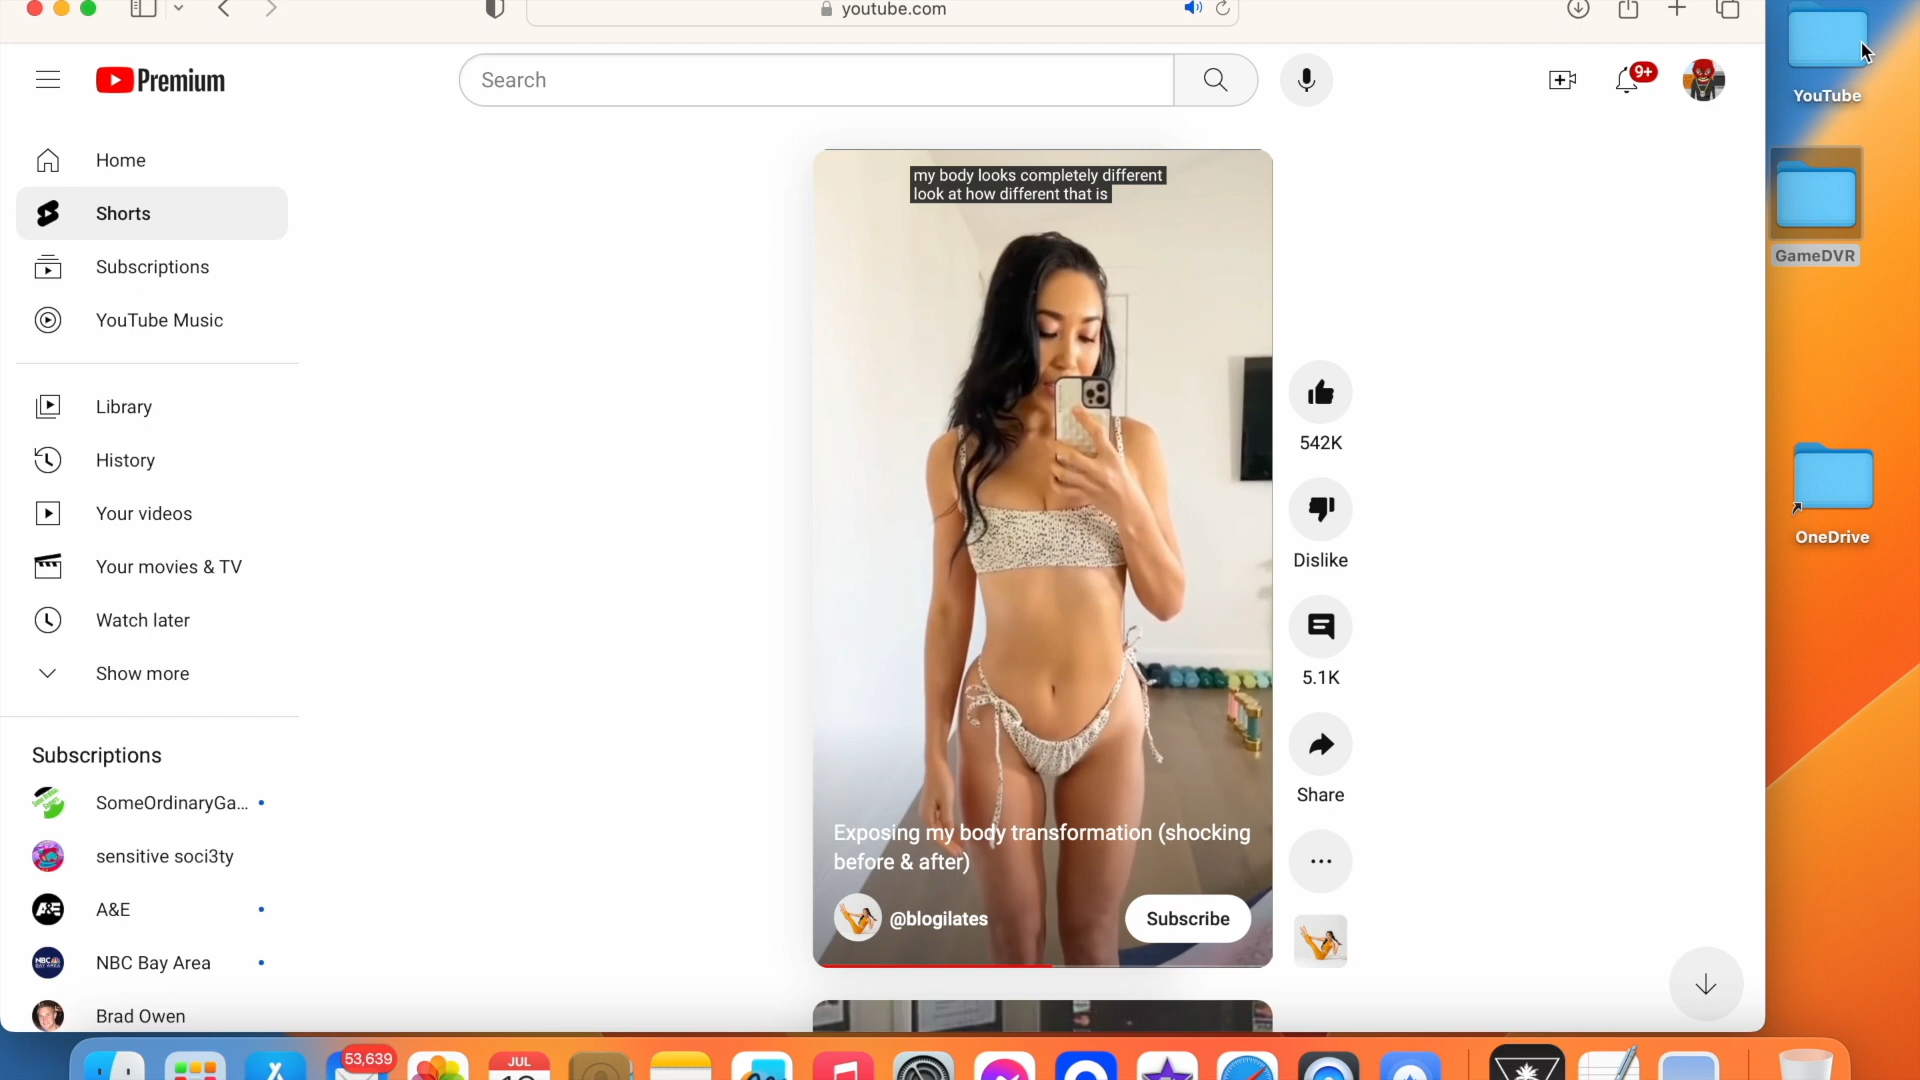 youtube.com
Premium
Search
9+
YouTube
Home
Shorts
Subscriptions
YouTube Music
Library
History
Your videos
Your movies & TV
Watch later
Show more
Subscriptions
SomeOrdinaryGa...
sensitive soci3ty
A&E
NBC Bay Area
Brad Owen
my body looks completely different
look at how different that is
Exposing my body transformation (shocking
before & after)
@blogilates
Subscribe
542K
Dislike
5.1K
Share
GameDVR
OneDrive
53,639
JUL